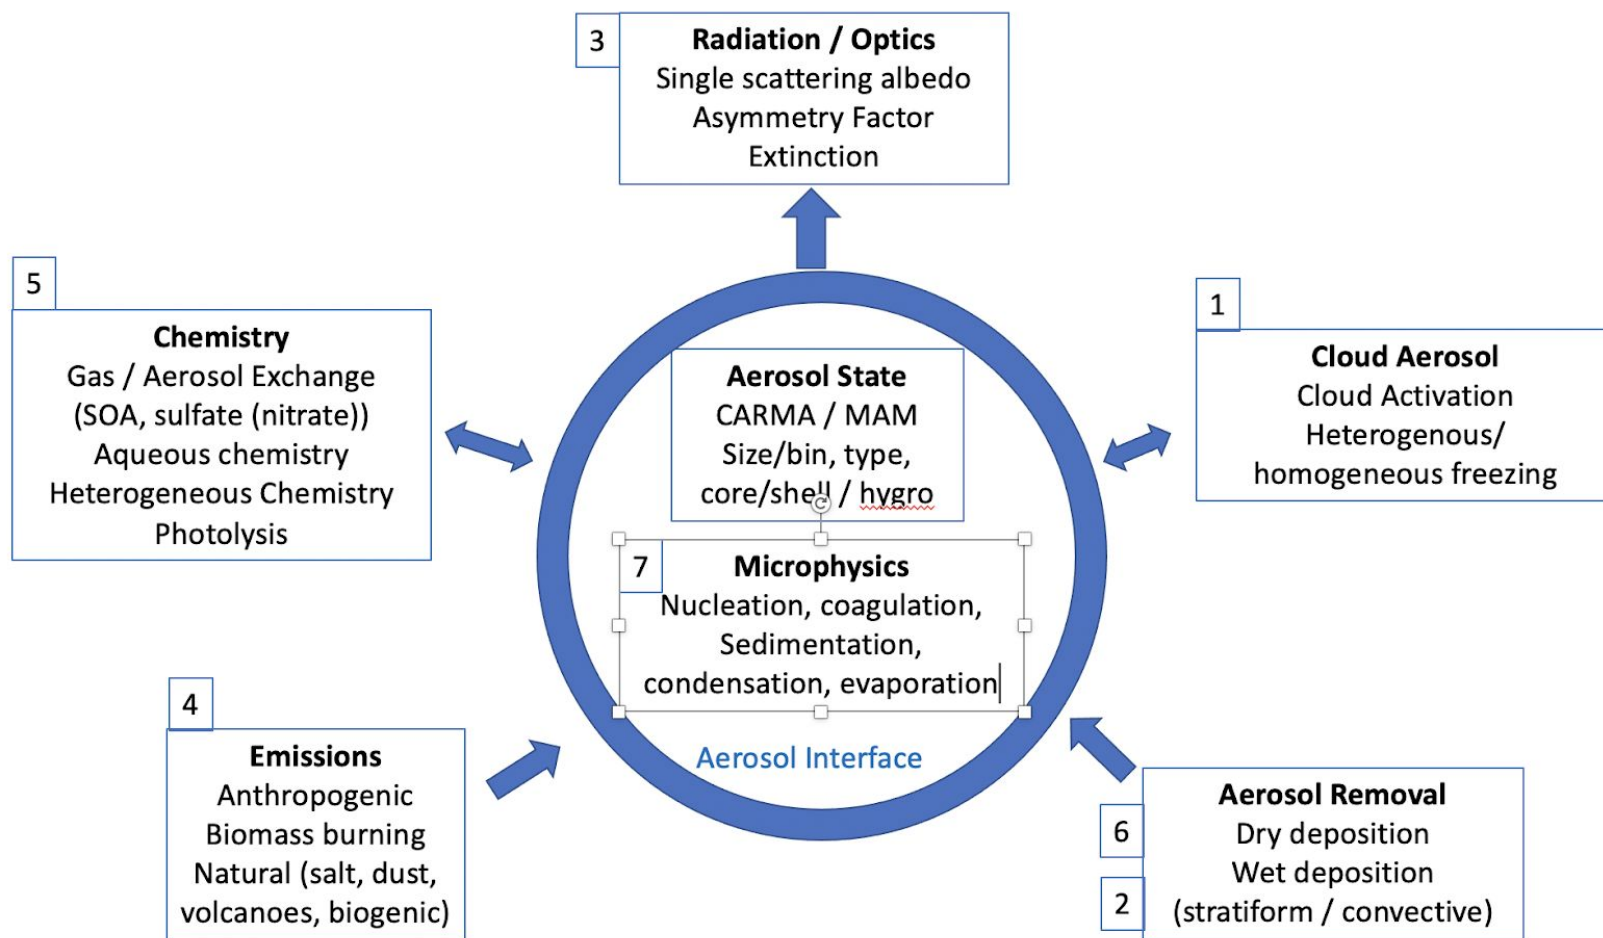 3
Radiation / Optics
Single scattering albedo
Asymmetry Factor
Extinction
5
Chemistry
Gas / Aerosol Exchange
(SOA, sulfate (nitrate))
Aqueous chemistry
Heterogeneous Chemistry
Photolysis
1
Cloud Aerosol
Cloud Activation
Heterogenous/
homogeneous freezing
Aerosol State
CARMA / MAM
Size/bin, type,
core/shell / hygro
7
Microphysics
Nucleation, coagulation,
Sedimentation,
condensation, evaporation
Aerosol Interface
4
Emissions
Anthropogenic
Biomass burning
Natural (salt, dust,
volcanoes, biogenic)
Aerosol Removal
6
Dry deposition
Wet deposition
2
(stratiform / convective)